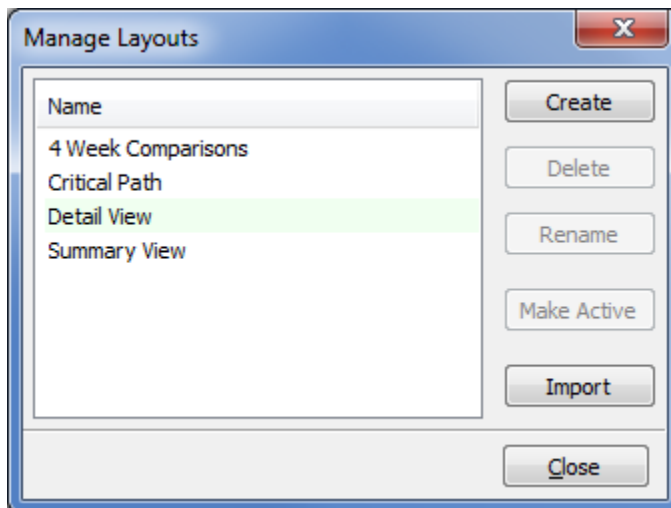 Manage Layouts
X
Name
4 Week Comparisons
Critical Path
Detail View
Summary View
Create
Delete
Rename
Make Active
Import
Close